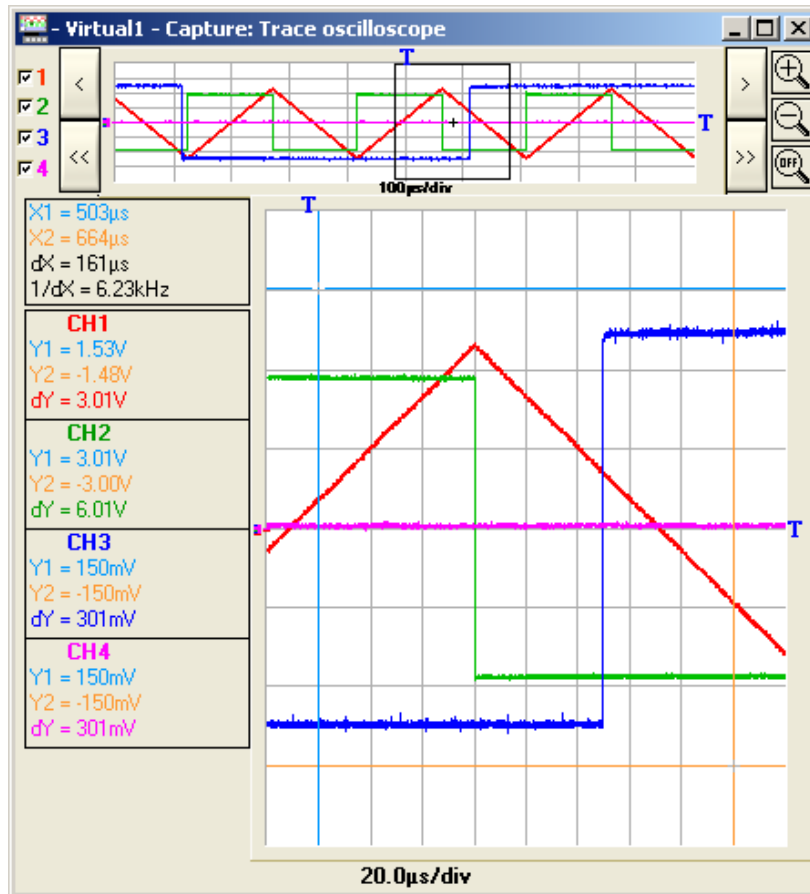 - Virtual1 - Capture: Trace oscilloscope
T
1
2
3
4
<
<<
>
>>
T
OFF
100µs/div
T
X1 = 503µs
X2 = 664µs
dX = 161µs
1/dX = 6.23kHz
CH1
Y1 = 1.53V
Y2 = -1.48V
dY = 3.01V
CH2
Y1 = 3.01V
Y2 = -3.00V
dY = 6.01V
CH3
Y1 = 150mV
Y2 = -150mV
dY = 301mV
CH4
Y1 = 150mV
Y2 = -150mV
dY = 301mV
T
20.0µs/div